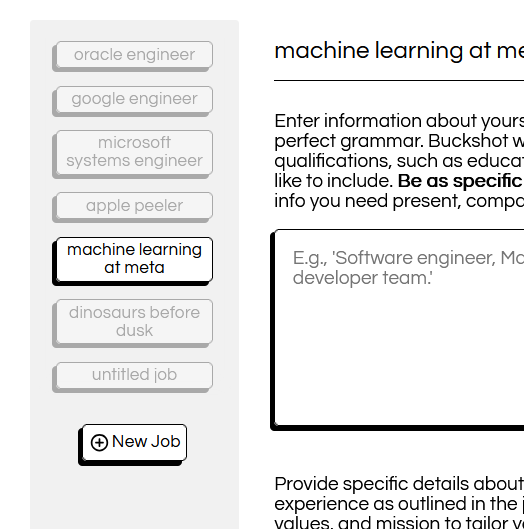 oracle engineer
google engineer
microsoft
systems engineer
apple peeler
machine learning
at meta
dinosaurs before
dusk
untitled job
New Job
machine learning at me
Enter information about yours
perfect grammar. Buckshot w
qualifications, such as educat
like to include. Be as specific
info you need present, compa
E.g., 'Software engineer, Ma
developer team.'
Provide specific details about
experience as outlined in the j
values, and mission to tailor y